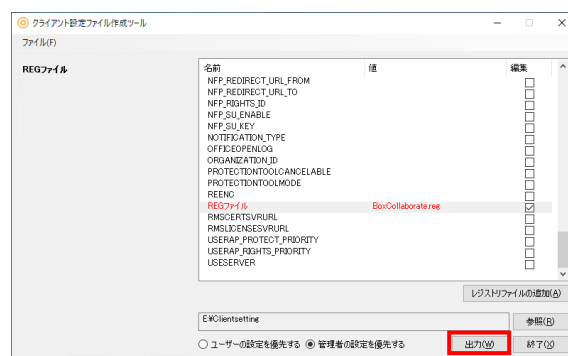 クライアント設定ファイル作成ツール
ファイル(F)
REGファイル
名前 値 編集
NFP_REDIRECT_URL_FROM
NFP_REDIRECT_URL_TO
NFP_RIGHTS_ID
NFP_SU_ENABLE
NFP_SU_KEY
NOTIFICATION_TYPE
OFFICEOPENLOG
ORGANIZATION_ID
PROTECTIONTOOLCANCELABLE
PROTECTIONTOOLMODE
REENC
REGファイル BoxCollaborate.reg
RMSCERTSVRURL
RMSLICENSESVRURL
USERAP_PROTECT_PRIORITY
USERAP_RIGHTS_PRIORITY
USESERVER
レジストリファイルの追加(A)
E:¥Clientsetting 参照(B)
ユーザーの設定を優先する 管理者の設定を優先する 出力(W) 終了(X)